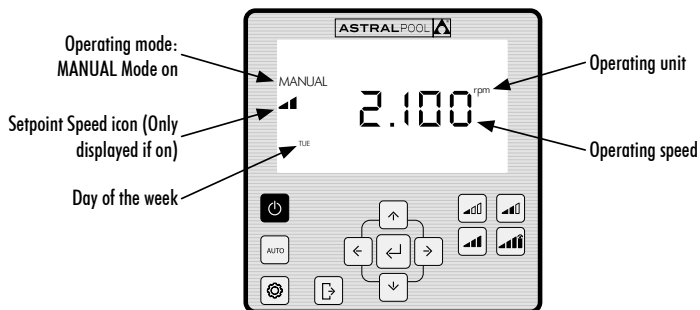 ASTRALPOOL
Operating mode:
MANUAL Mode on
Operating unit
MANUAL
rpm
2.100
Setpoint Speed icon (Only
displayed if on)
Operating speed
TUE
Day of the week
AUTO